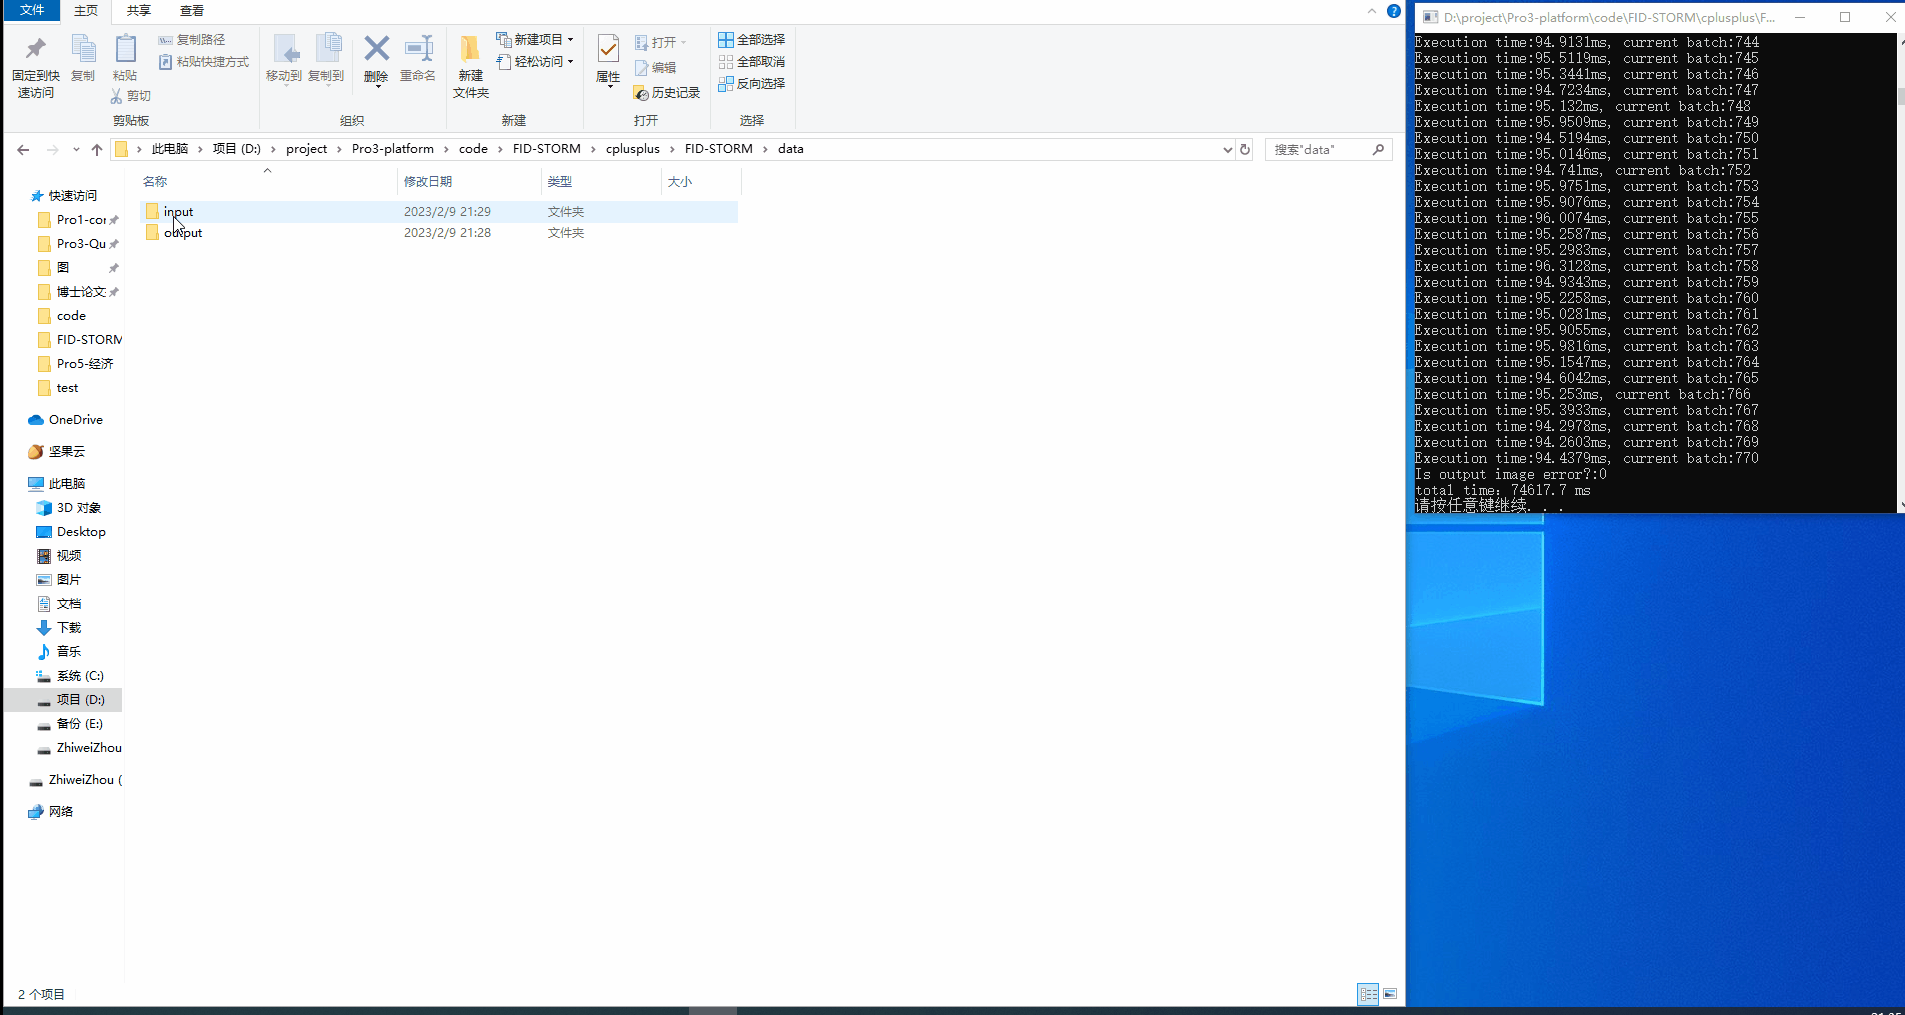 文件
主页
共享
查看
固定到快
速访问
复制
粘贴
复制路径
粘贴快捷方式
剪切
剪贴板
移动到
复制到
删除
重命名
组织
新建
文件夹
新建项目
轻松访问
新建
属性
打开
编辑
历史记录
打开
全部选择
全部取消
反向选择
选择
此电脑 › 项目 (D:) › project › Pro3-platform › code › FID-STORM › cplusplus › FID-STORM › data
搜索"data"
名称 修改日期 类型 大小
input 2023/2/9 21:29 文件夹
output 2023/2/9 21:28 文件夹
快速访问
Pro1-cor
Pro3-Qu
图
博士论文
code
FID-STORM
Pro5-经济
test
OneDrive
坚果云
此电脑
3D 对象
Desktop
视频
图片
文档
下载
音乐
系统 (C:)
项目 (D:)
备份 (E:)
ZhiweiZhou
ZhiweiZhou (
网络
2 个项目
D:\project\Pro3-platform\code\FID-STORM\cplusplus\F...
Execution time:94.9131ms, current batch:744
Execution time:95.5119ms, current batch:745
Execution time:95.3441ms, current batch:746
Execution time:94.7234ms, current batch:747
Execution time:95.132ms, current batch:748
Execution time:95.9509ms, current batch:749
Execution time:94.5194ms, current batch:750
Execution time:95.0146ms, current batch:751
Execution time:94.741ms, current batch:752
Execution time:95.9751ms, current batch:753
Execution time:95.9076ms, current batch:754
Execution time:96.0074ms, current batch:755
Execution time:95.2587ms, current batch:756
Execution time:95.2983ms, current batch:757
Execution time:96.3128ms, current batch:758
Execution time:94.9343ms, current batch:759
Execution time:95.2258ms, current batch:760
Execution time:95.0281ms, current batch:761
Execution time:95.9055ms, current batch:762
Execution time:95.9816ms, current batch:763
Execution time:95.1547ms, current batch:764
Execution time:94.6042ms, current batch:765
Execution time:95.253ms, current batch:766
Execution time:95.3933ms, current batch:767
Execution time:94.2978ms, current batch:768
Execution time:94.2603ms, current batch:769
Execution time:94.4379ms, current batch:770
Is output image error?:0
total time: 74617.7 ms
请按任意键继续. . .